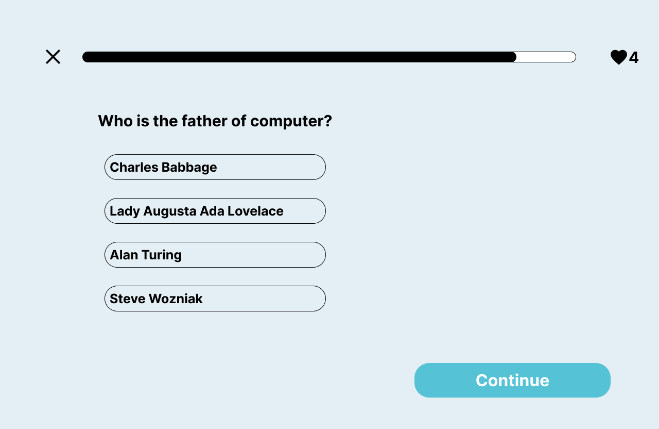 4
Who is the father of computer?
Charles Babbage
Lady Augusta Ada Lovelace
Alan Turing
Steve Wozniak
Continue